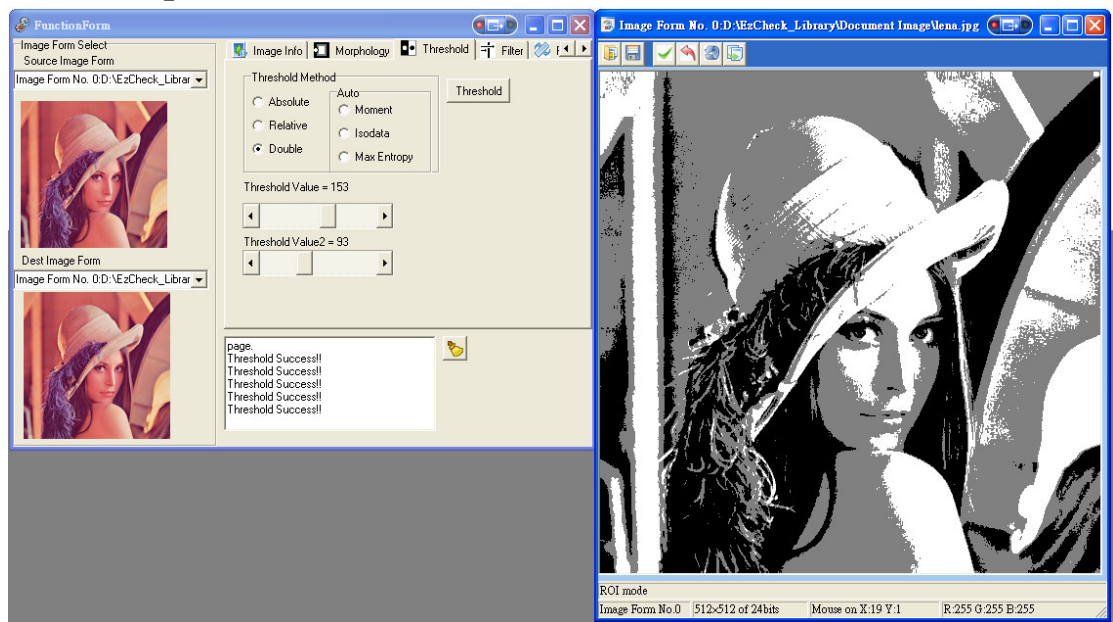 FunctionForm
Image Form Select
Source Image Form
Image Form No. 0:D:\EzCheck_Librar
Dest Image Form
Image Form No. 0:D:\EzCheck_Librar
Image Info
Morphology
Threshold
Filter
Threshold Method
Absolute
Relative
Double
Auto
Moment
Isodata
Max Entropy
Threshold
Threshold Value = 153
Threshold Value2 = 93
page.
Threshold Success!!
Threshold Success!!
Threshold Success!!
Threshold Success!!
Threshold Success!!
Image Form No. 0:D:\EzCheck_Library\Document Image\lena.jpg
ROI mode
Image Form No.0 512×512 of 24bits Mouse on X:19 Y:1 R:255 G:255 B:255